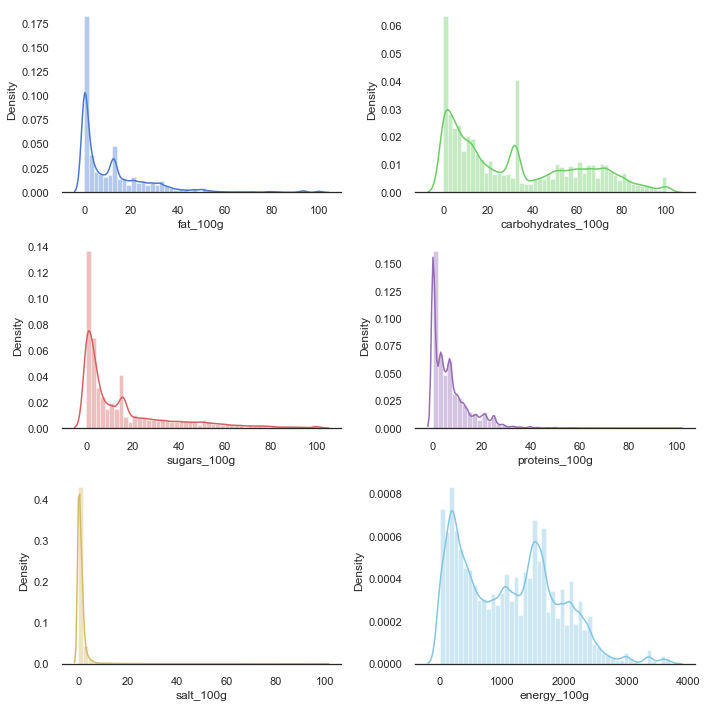 0.175
0.150
0.125
0.100
0.075
0.050
0.025
0.000
Density
0 20 40 60 80 100
fat_100g
0.06
0.05
0.04
0.03
0.02
0.01
0.00
Density
0 20 40 60 80 100
carbohydrates_100g
0.14
0.12
0.10
0.08
0.06
0.04
0.02
0.00
Density
0 20 40 60 80 100
sugars_100g
0.150
0.125
0.100
0.075
0.050
0.025
0.000
Density
0 20 40 60 80 100
proteins_100g
0.4
0.3
0.2
0.1
0.0
Density
0 20 40 60 80 100
salt_100g
0.0008
0.0006
0.0004
0.0002
0.0000
Density
0 1000 2000 3000 4000
energy_100g